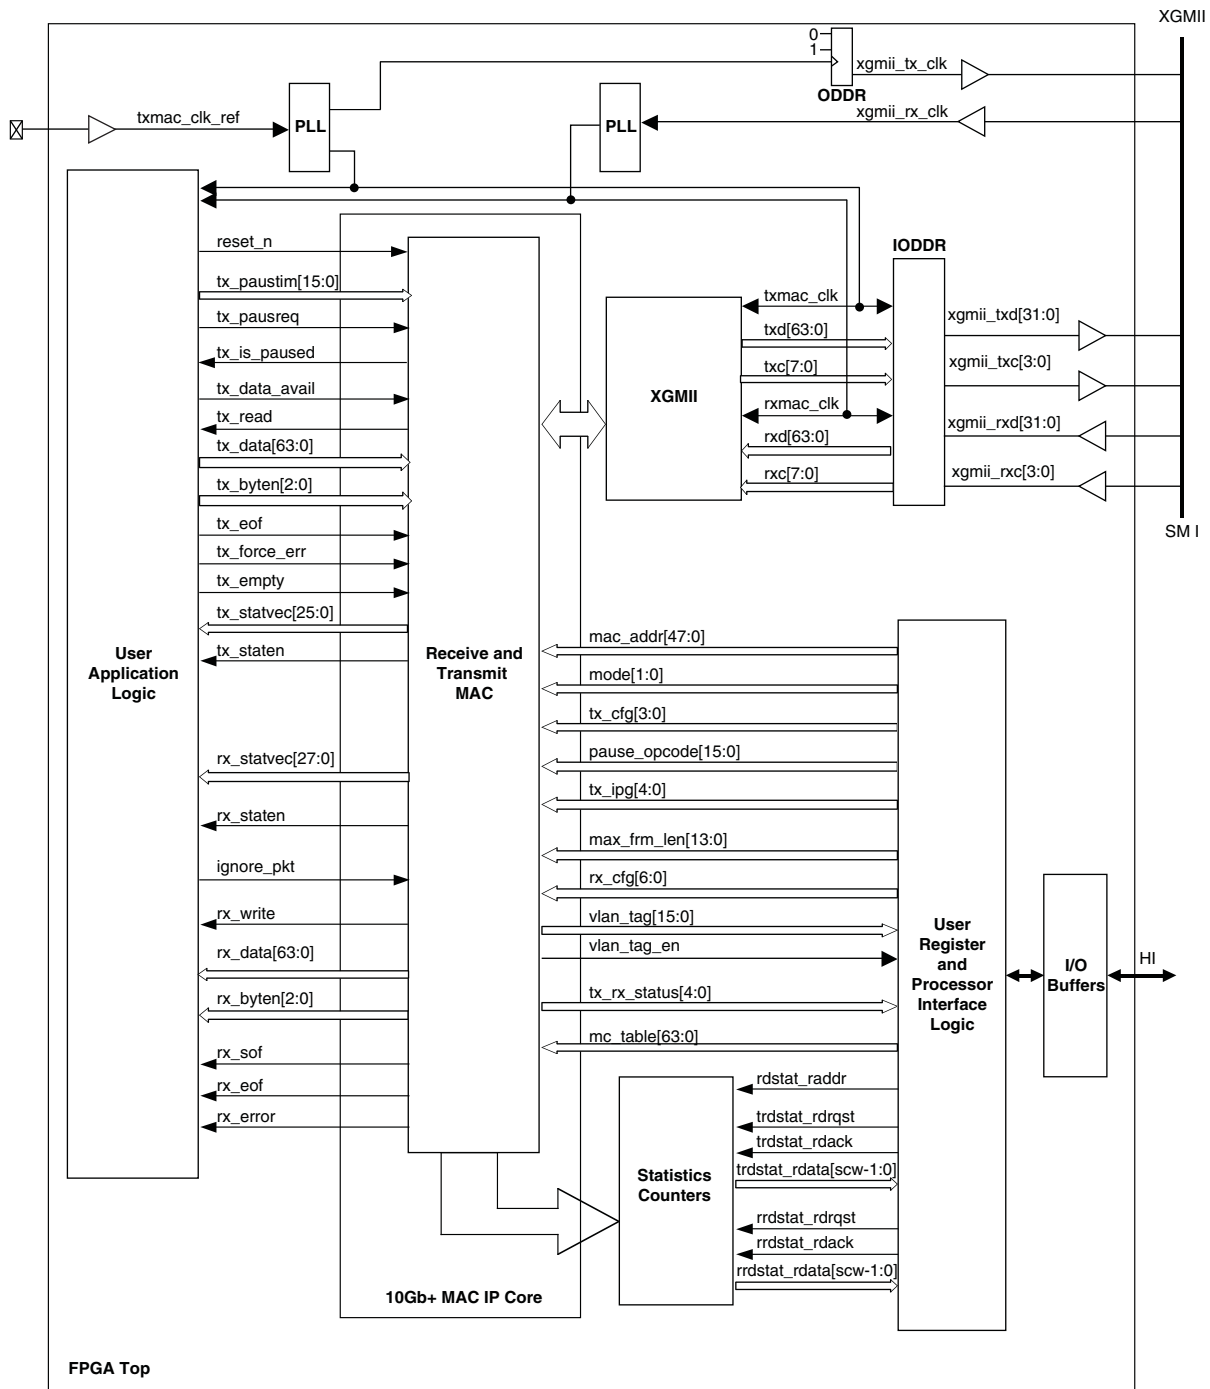 XGMII
0
1
xgmii_tx_clk
ODDR
txmac_clk_ref
PLL
PLL
xgmii_rx_clk
reset_n
tx_paustim[15:0]
tx_pausreq
tx_is_paused
tx_data_avail
tx_read
tx_data[63:0]
tx_byten[2:0]
tx_eof
tx_force_err
tx_empty
tx_statvec[25:0]
tx_staten
User
Application
Logic
rx_statvec[27:0]
rx_staten
ignore_pkt
rx_write
rx_data[63:0]
rx_byten[2:0]
rx_sof
rx_eof
rx_error
Receive and
Transmit
MAC
10Gb+ MAC IP Core
XGMII
IODDR
txmac_clk
txd[63:0]
txc[7:0]
rxmac_clk
rxd[63:0]
rxc[7:0]
xgmii_txd[31:0]
xgmii_txc[3:0]
xgmii_rxd[31:0]
xgmii_rxc[3:0]
SM I
mac_addr[47:0]
mode[1:0]
tx_cfg[3:0]
pause_opcode[15:0]
tx_ipg[4:0]
max_frm_len[13:0]
rx_cfg[6:0]
vlan_tag[15:0]
vlan_tag_en
tx_rx_status[4:0]
mc_table[63:0]
User
Register
and
Processor
Interface
Logic
I/O
Buffers
HI
Statistics
Counters
rdstat_raddr
trdstat_rdrqst
trdstat_rdack
trdstat_rdata[scw-1:0]
rrdstat_rdrqst
rrdstat_rdack
rrdstat_rdata[scw-1:0]
FPGA Top